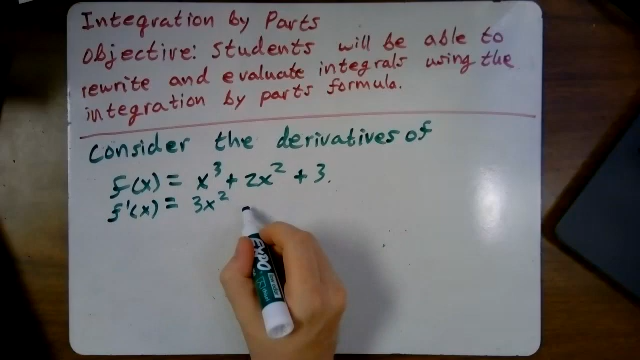 Integration by Parts
Objective: Students will be able to
rewrite and evaluate integrals using the
integration by parts formula.
Consider the derivatives of
f(x) = x³ + 2x² + 3.
f'(x) = 3x²
EXPO